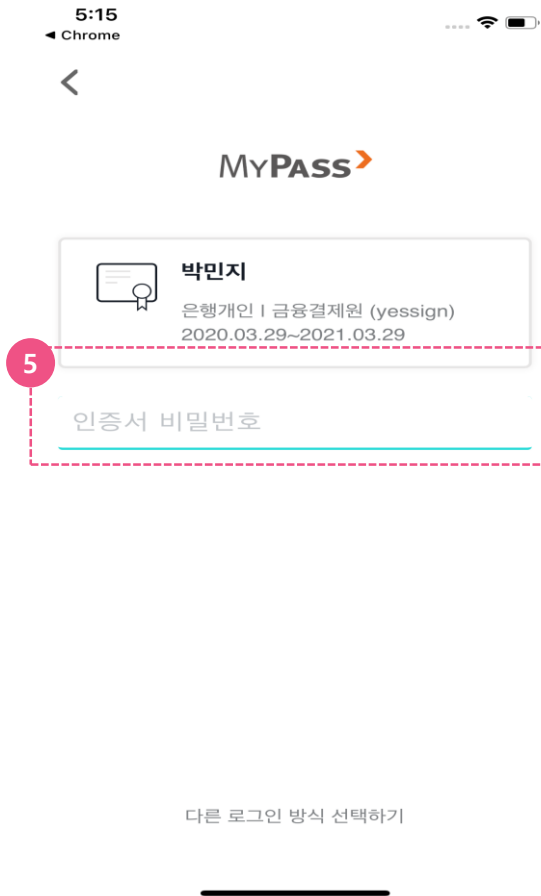 5:15
◀ Chrome
MYPASS
박민지
은행개인 I 금융결제원 (yessign)
2020.03.29~2021.03.29
5
인증서 비밀번호
다른 로그인 방식 선택하기